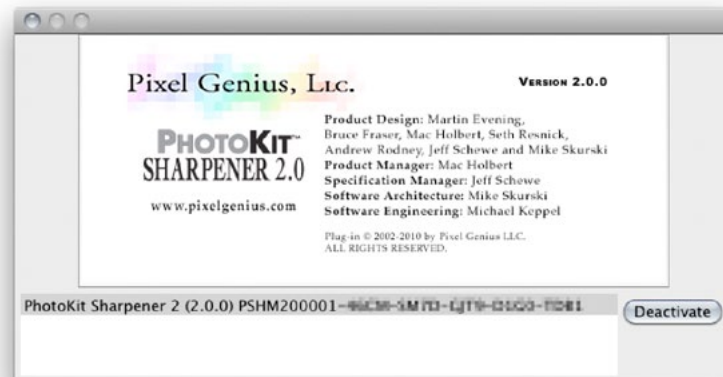 Pixel Genius, LLC.
VERSION 2.0.0
PHOTOKIT™
SHARPENER 2.0
www.pixelgenius.com
Product Design: Martin Evening,
Bruce Fraser, Mac Holbert, Seth Resnick,
Andrew Rodney, Jeff Schewe and Mike Skurski
Product Manager: Mac Holbert
Specification Manager: Jeff Schewe
Software Architecture: Mike Skurski
Software Engineering: Michael Keppel
Plug-in © 2002-2010 by Pixel Genius LLC.
ALL RIGHTS RESERVED.
PhotoKit Sharpener 2 (2.0.0) PSHM200001-
Deactivate